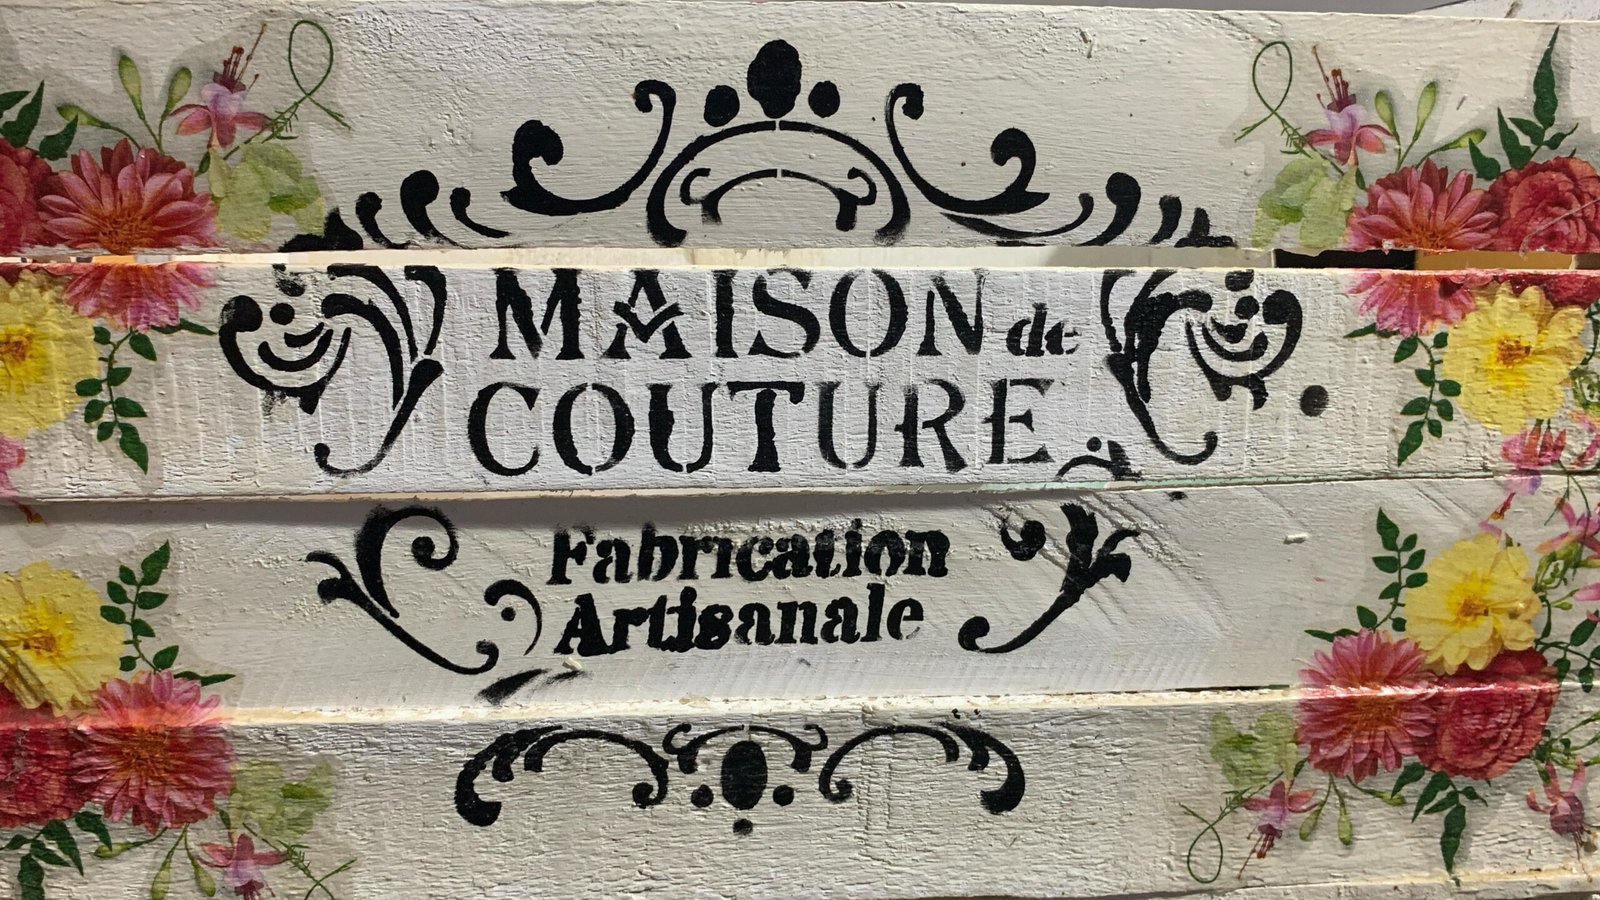 MAISON de
COUTURE
Fabrication
Artisanale